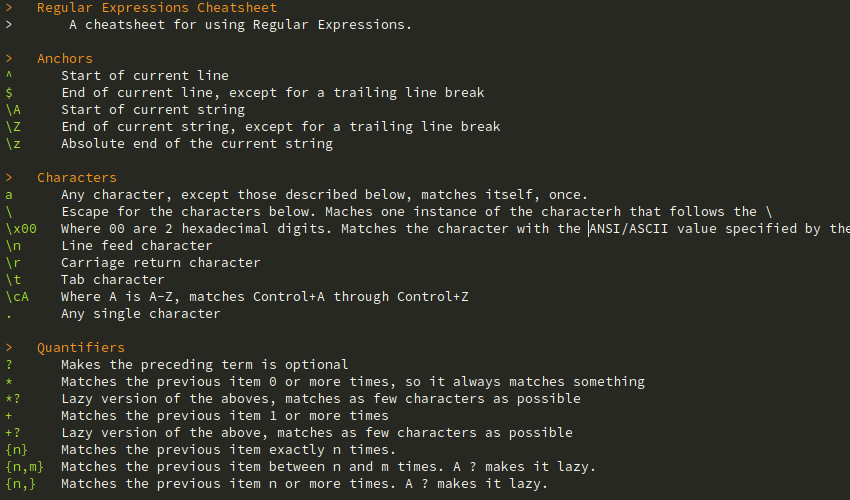 > Regular Expressions Cheatsheet
> A cheatsheet for using Regular Expressions.
> Anchors
^ Start of current line
$ End of current line, except for a trailing line break
\A Start of current string
\Z End of current string, except for a trailing line break
\z Absolute end of the current string
> Characters
a Any character, except those described below, matches itself, once.
\ Escape for the characters below. Maches one instance of the characterh that follows the \
\x00 Where 00 are 2 hexadecimal digits. Matches the character with the ANSI/ASCII value specified by the
\n Line feed character
\r Carriage return character
\t Tab character
\cA Where A is A-Z, matches Control+A through Control+Z
. Any single character
> Quantifiers
? Makes the preceding term is optional
* Matches the previous item 0 or more times, so it always matches something
*? Lazy version of the aboves, matches as few characters as possible
+ Matches the previous item 1 or more times
+? Lazy version of the above, matches as few characters as possible
{n} Matches the previous item exactly n times.
{n,m} Matches the previous item between n and m times. A ? makes it lazy.
{n,} Matches the previous item n or more times. A ? makes it lazy.